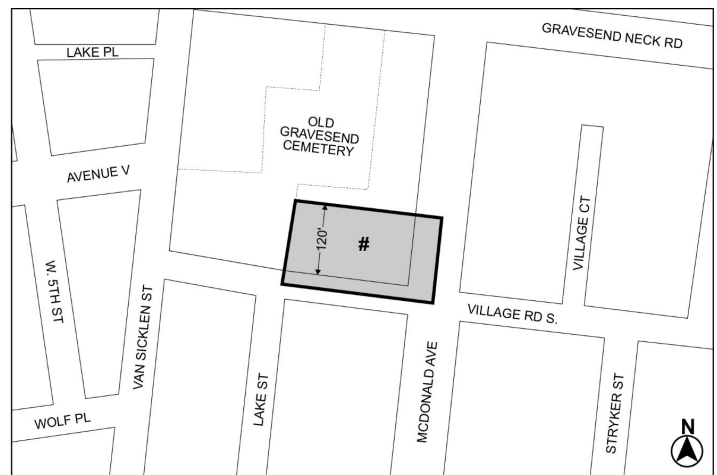 GRAVESEND NECK RD
LAKE PL
OLD
GRAVESEND
CEMETERY
AVENUE V
VILLAGE CT
120'
#
W. 5TH ST
VAN SICKLEN ST
VILLAGE RD S.
LAKE ST
MCDONALD AVE
STRYKER ST
WOLF PL
N